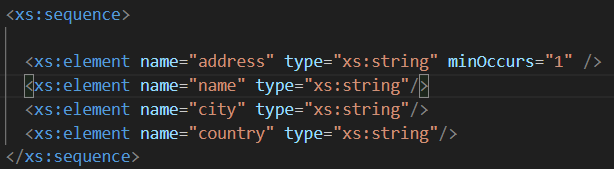 <xs:sequence>
<xs:element name="address" type="xs:string" minOccurs="1" />
<xs:element name="name" type="xs:string"/>
<xs:element name="city" type="xs:string"/>
<xs:element name="country" type="xs:string"/>
</xs:sequence>